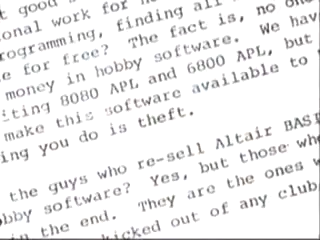 t good
ional work for
rogramming, finding all
e for free? The fact is, no one
money in hobby software. We hav
iting 8080 APL and 6800 APL, but
make this software available to
ing you do is theft.
the guys who re-sell Altair BASI
bby software? Yes, but those wh
in the end. They are the ones w
kicked out of any club